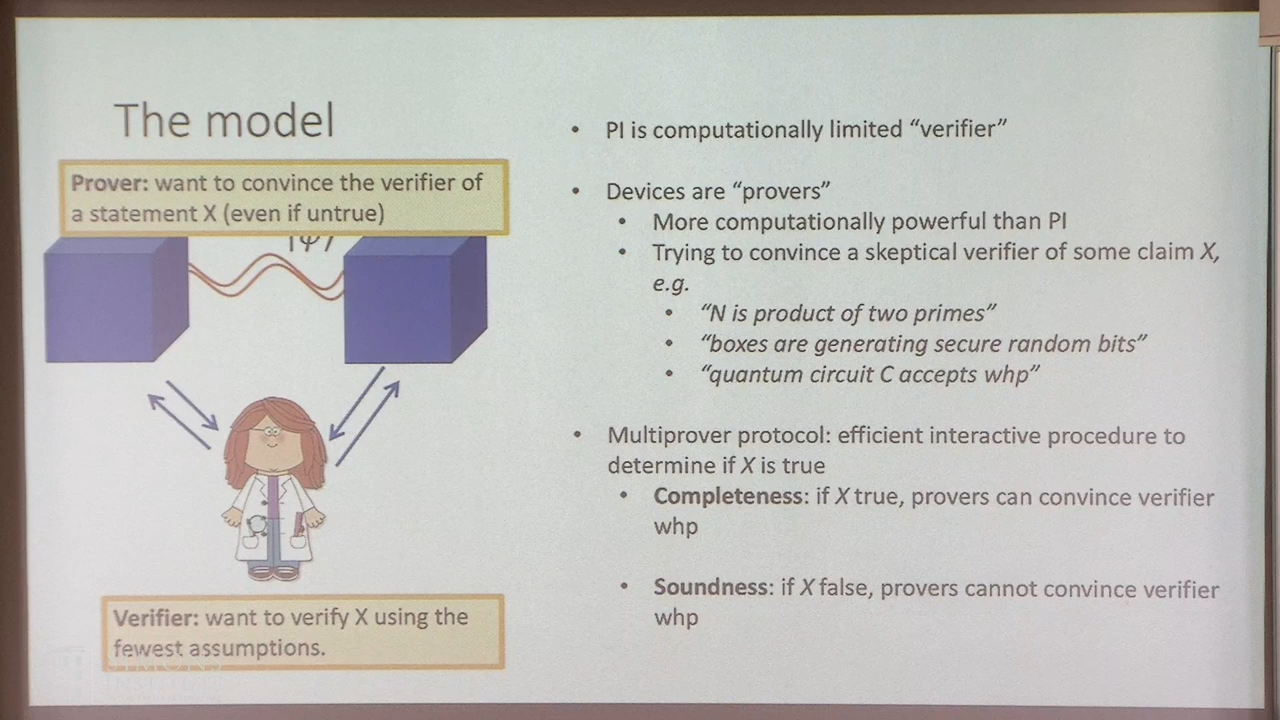 The model
Prover: want to convince the verifier of
a statement X (even if untrue)
|ψ⟩
Verifier: want to verify X using the
fewest assumptions.
• PI is computationally limited “verifier”
• Devices are “provers”
• More computationally powerful than PI
• Trying to convince a skeptical verifier of some claim X,
e.g.
• “N is product of two primes”
• “boxes are generating secure random bits”
• “quantum circuit C accepts whp”
• Multiprover protocol: efficient interactive procedure to
determine if X is true
• Completeness: if X true, provers can convince verifier
whp
• Soundness: if X false, provers cannot convince verifier
whp